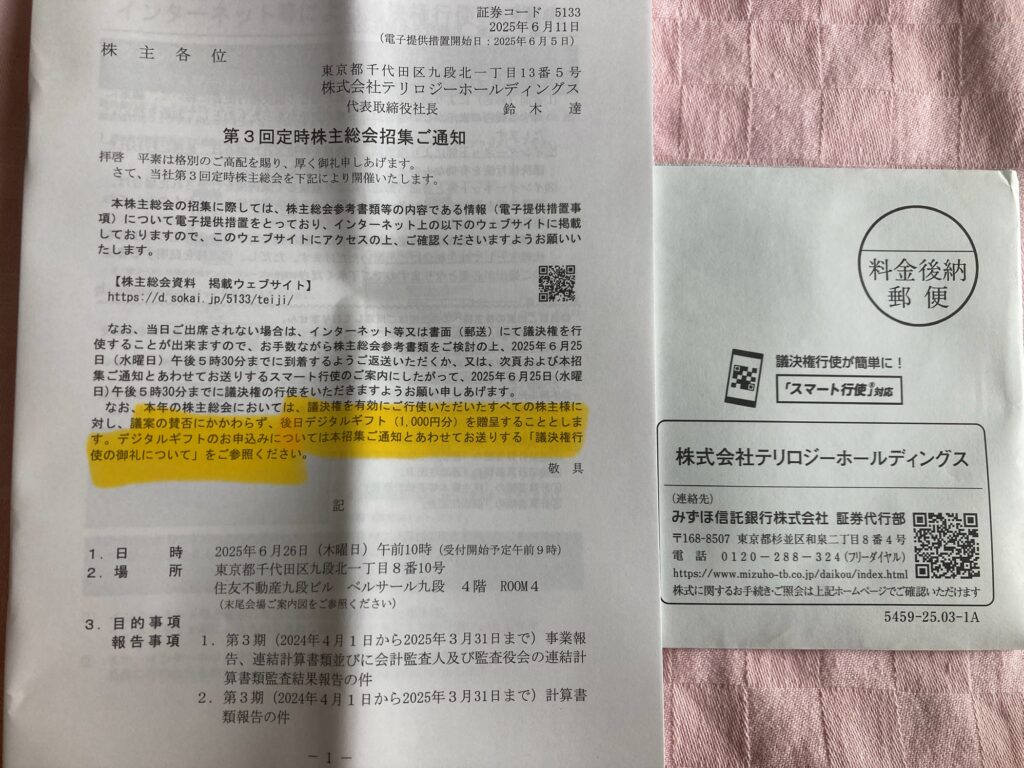 証券コード 5133
2025年6月11日
(電子提供措置開始日:2025年6月5日)
株主各位
東京都千代田区九段北一丁目13番5号
株式会社テリロジーホールディングス
代表取締役社長 鈴木 達
第3回定時株主総会招集ご通知
拝啓 平素は格別のご高配を賜り、厚く御礼申しあげます。
さて、当社第3回定時株主総会を下記により開催いたします。
本株主総会の招集に際しては、株主総会参考書類等の内容である情報(電子提供措置事
項)について電子提供措置をとっており、インターネット上の以下のウェブサイトに掲載
しておりますので、このウェブサイトにアクセスの上、ご確認くださいますようお願いい
たします。
【株主総会資料 掲載ウェブサイト】
https://d.sokai.jp/5133/teiji/
なお、当日ご出席されない場合は、インターネット等又は書面(郵送)にて議決権を行
使することが出来ますので、お手数ながら株主総会参考書類をご検討の上、2025年6月25
日(水曜日)午後5時30分までに到着するようご返送いただくか、又は、次頁および本招
集ご通知とあわせてお送りするスマート行使のご案内にしたがって、2025年6月25日(水曜
日)午後5時30分までに議決権の行使をいただきますようお願い申しあげます。
なお、本年の株主総会においては、議決権を有効にご行使いただいたすべての株主様に
対し、議案の賛否にかかわらず、後日デジタルギフト(1,000円分)を贈呈することとしま
す。デジタルギフトのお申込みについては本招集ご通知とあわせてお送りする「議決権行
使の御礼について」をご参照ください。
敬具
記
1.日時 2025年6月26日(木曜日)午前10時(受付開始予定午前9時)
2.場所 東京都千代田区九段北一丁目8番10号
住友不動産九段ビル ベルサール九段 4階 ROOM4
(末尾会場ご案内図をご参照ください)
3.目的事項
報告事項 1.第3期(2024年4月1日から2025年3月31日まで)事業報
告、連結計算書類並びに会計監査人及び監査役会の連結計
算書類監査結果報告の件
2.第3期(2024年4月1日から2025年3月31日まで)計算書
類報告の件
- 1 -
料金後納
郵便
議決権行使が簡単に!
「スマート行使」®対応
株式会社テリロジーホールディングス
(連絡先)
みずほ信託銀行株式会社 証券代行部
〒168-8507 東京都杉並区和泉二丁目8番4号
電話 0120-288-324(フリーダイヤル)
https://www.mizuho-tb.co.jp/daikou/index.html
株式に関するお手続き・ご照会は上記ホームページでご確認いただけます
5459-25.03-1A